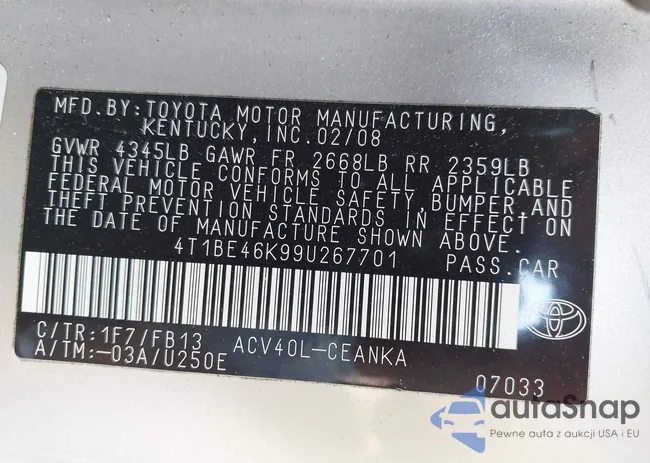 MFD.BY:TOYOTA MOTOR MANUFACTURING,
KENTUCKY,INC.02/08
GVWR 4345LB GAWR FR 2668LB RR 2359LB
THIS VEHICLE CONFORMS TO ALL APPLICABLE
FEDERAL MOTOR VEHICLE SAFETY, BUMPER,AND
THEFT PREVENTION STANDARDS IN EFFECT ON
THE DATE OF MANUFACTURE SHOWN ABOVE.
4T1BE46K99U267701 PASS.CAR
C/TR:1F7/FB13 ACV40L-CEANKA
A/TM:-03A/U250E
07033
autaSnap
Pewne auta z aukcji USA i EU